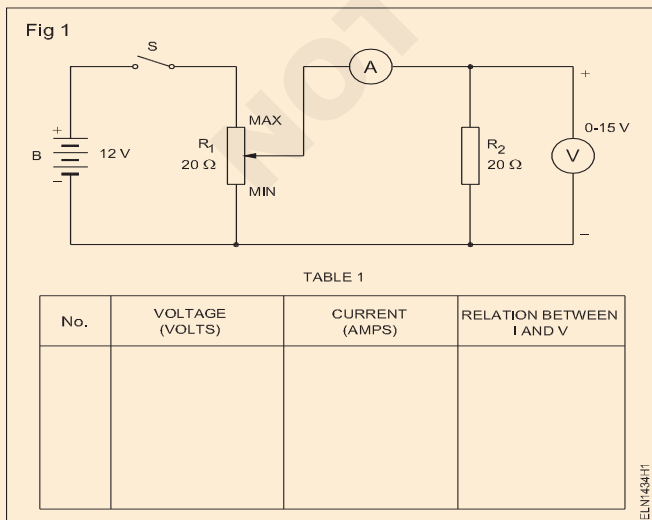 Fig 1
S
A
+
MAX
R1
20 Ω
MIN
B
+
12 V
–
R2
20 Ω
0-15 V
V
–
TABLE 1
No.
VOLTAGE
(VOLTS)
CURRENT
(AMPS)
RELATION BETWEEN
I AND V
ELN1434H1
NOT